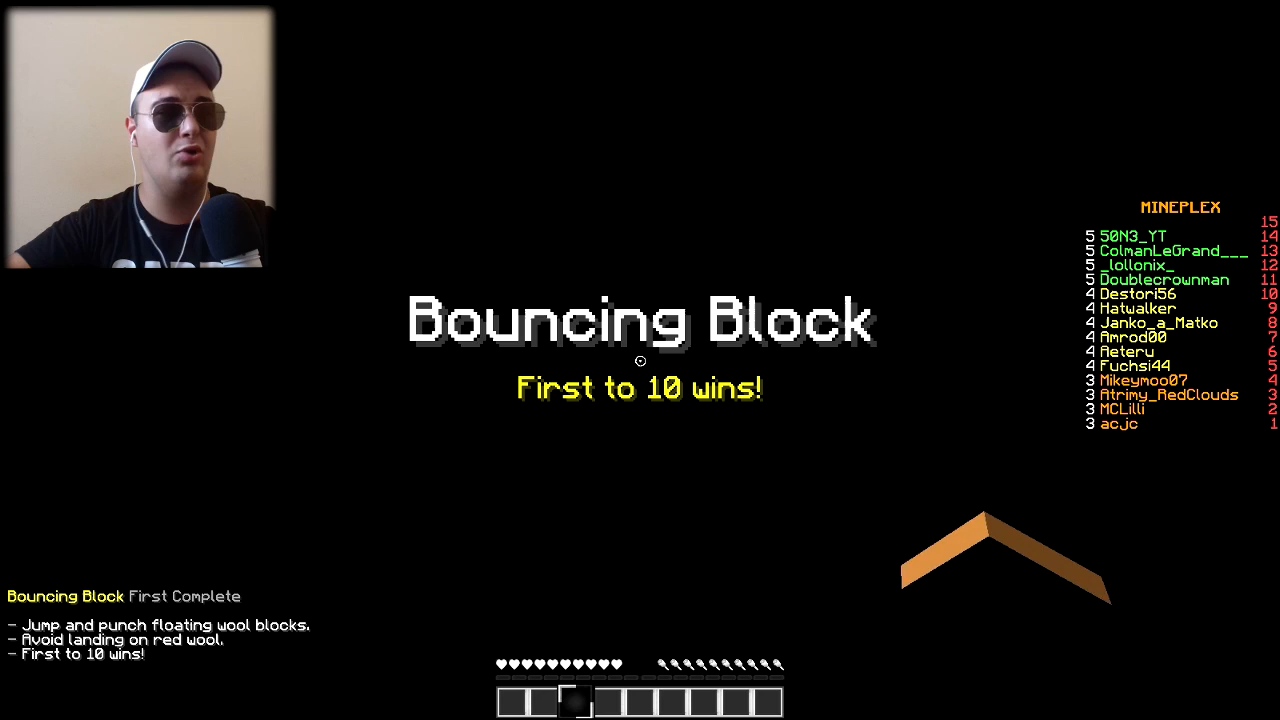 Bouncing Block
First to 10 wins!
MINEPLEX
15
5 50N3_YT 14
5 ColmanLeGrand___ 13
5 _lollonix_ 12
5 Doublecrownman 11
4 Destori56 10
4 Hatwalker 9
4 Janko_a_Matko 8
4 Amrod00 7
4 Aeteru 6
4 Fuchsi44 5
3 Mikeymoo07 4
3 Atrimy_RedClouds 3
3 MCLilli 2
3 acjc 1
Bouncing Block First Complete
– Jump and punch floating wool blocks.
– Avoid landing on red wool.
– First to 10 wins!